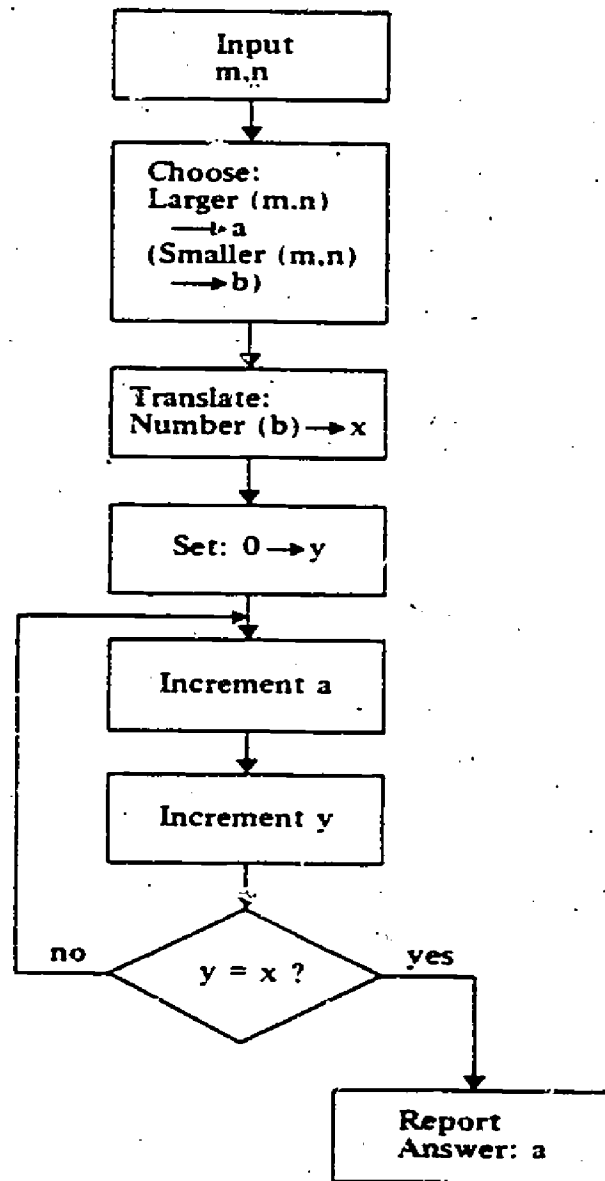 Input
m,n
Choose:
Larger (m.n)
→ a
(Smaller (m,n)
→ b)
Translate:
Number (b) → x
Set: 0 → y
Increment a
Increment y
no
y = x ?
yes
Report
Answer: a